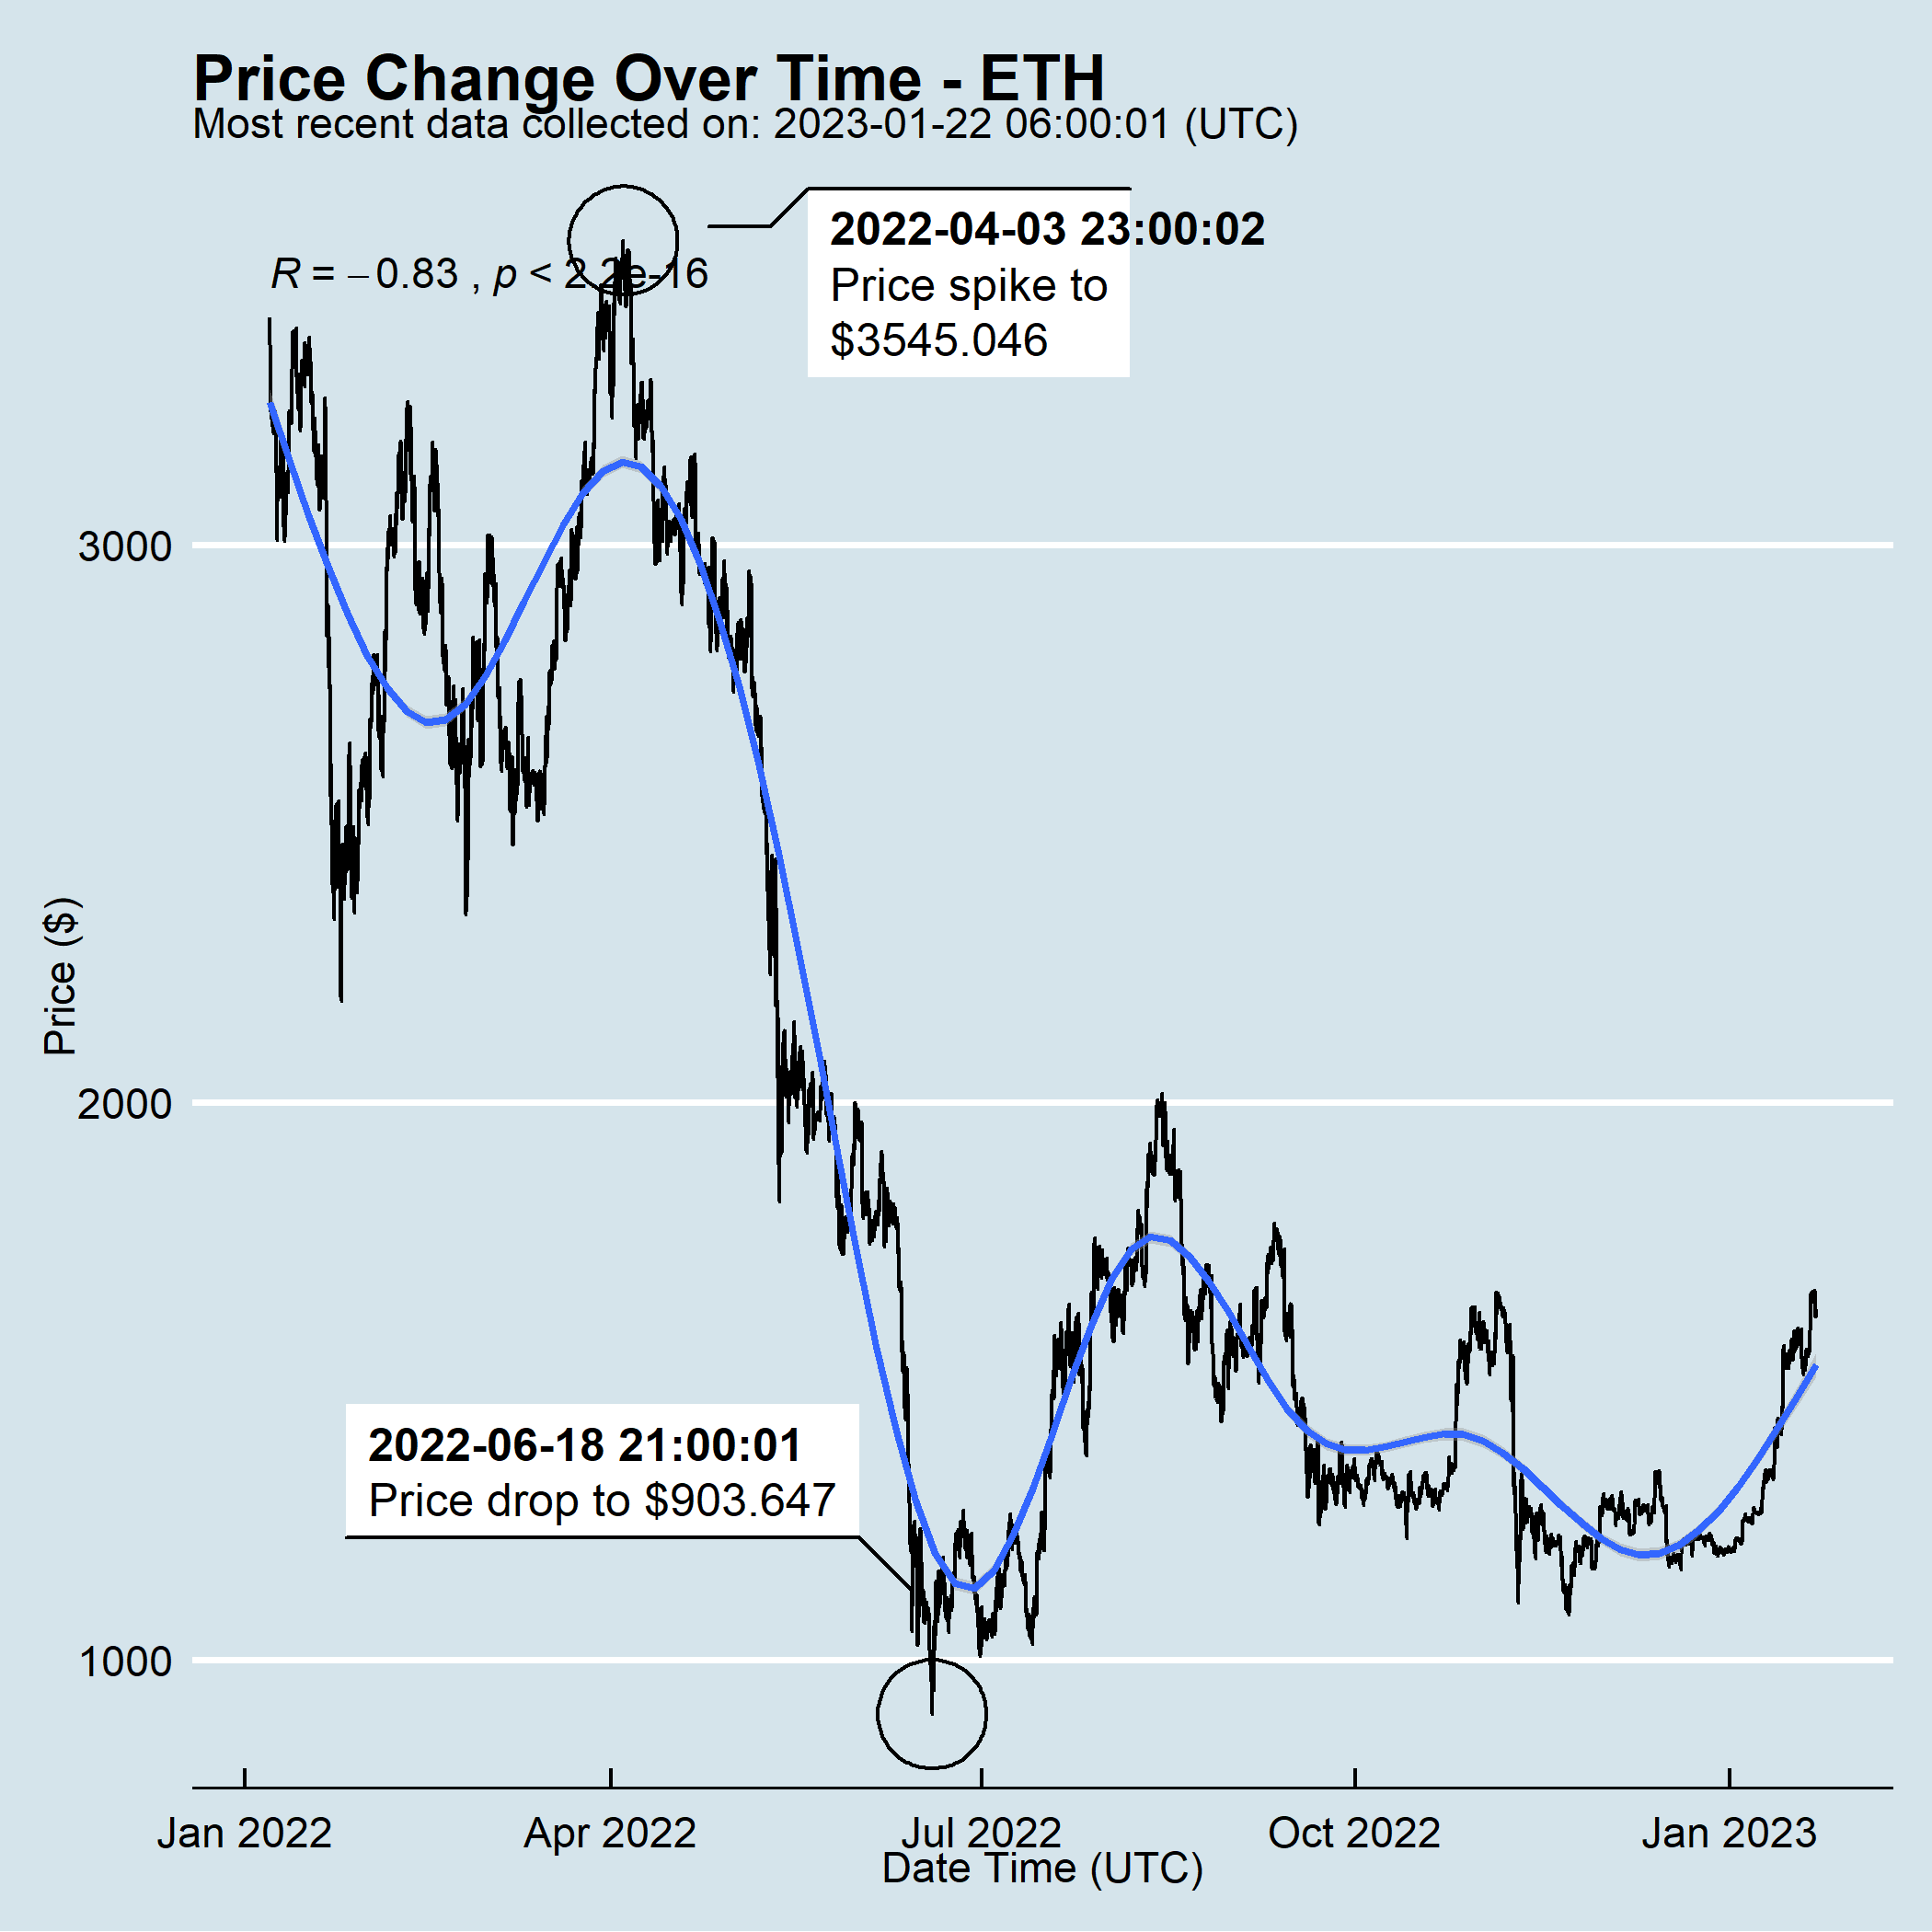 Price Change Over Time - ETH
Most recent data collected on: 2023-01-22 06:00:01 (UTC)
2022-04-03 23:00:02
Price spike to
$3545.046
R = −0.83 , p < 2.2e-16
3000
2000
1000
Price ($)
2022-06-18 21:00:01
Price drop to $903.647
Jan 2022
Apr 2022
Jul 2022
Oct 2022
Jan 2023
Date Time (UTC)